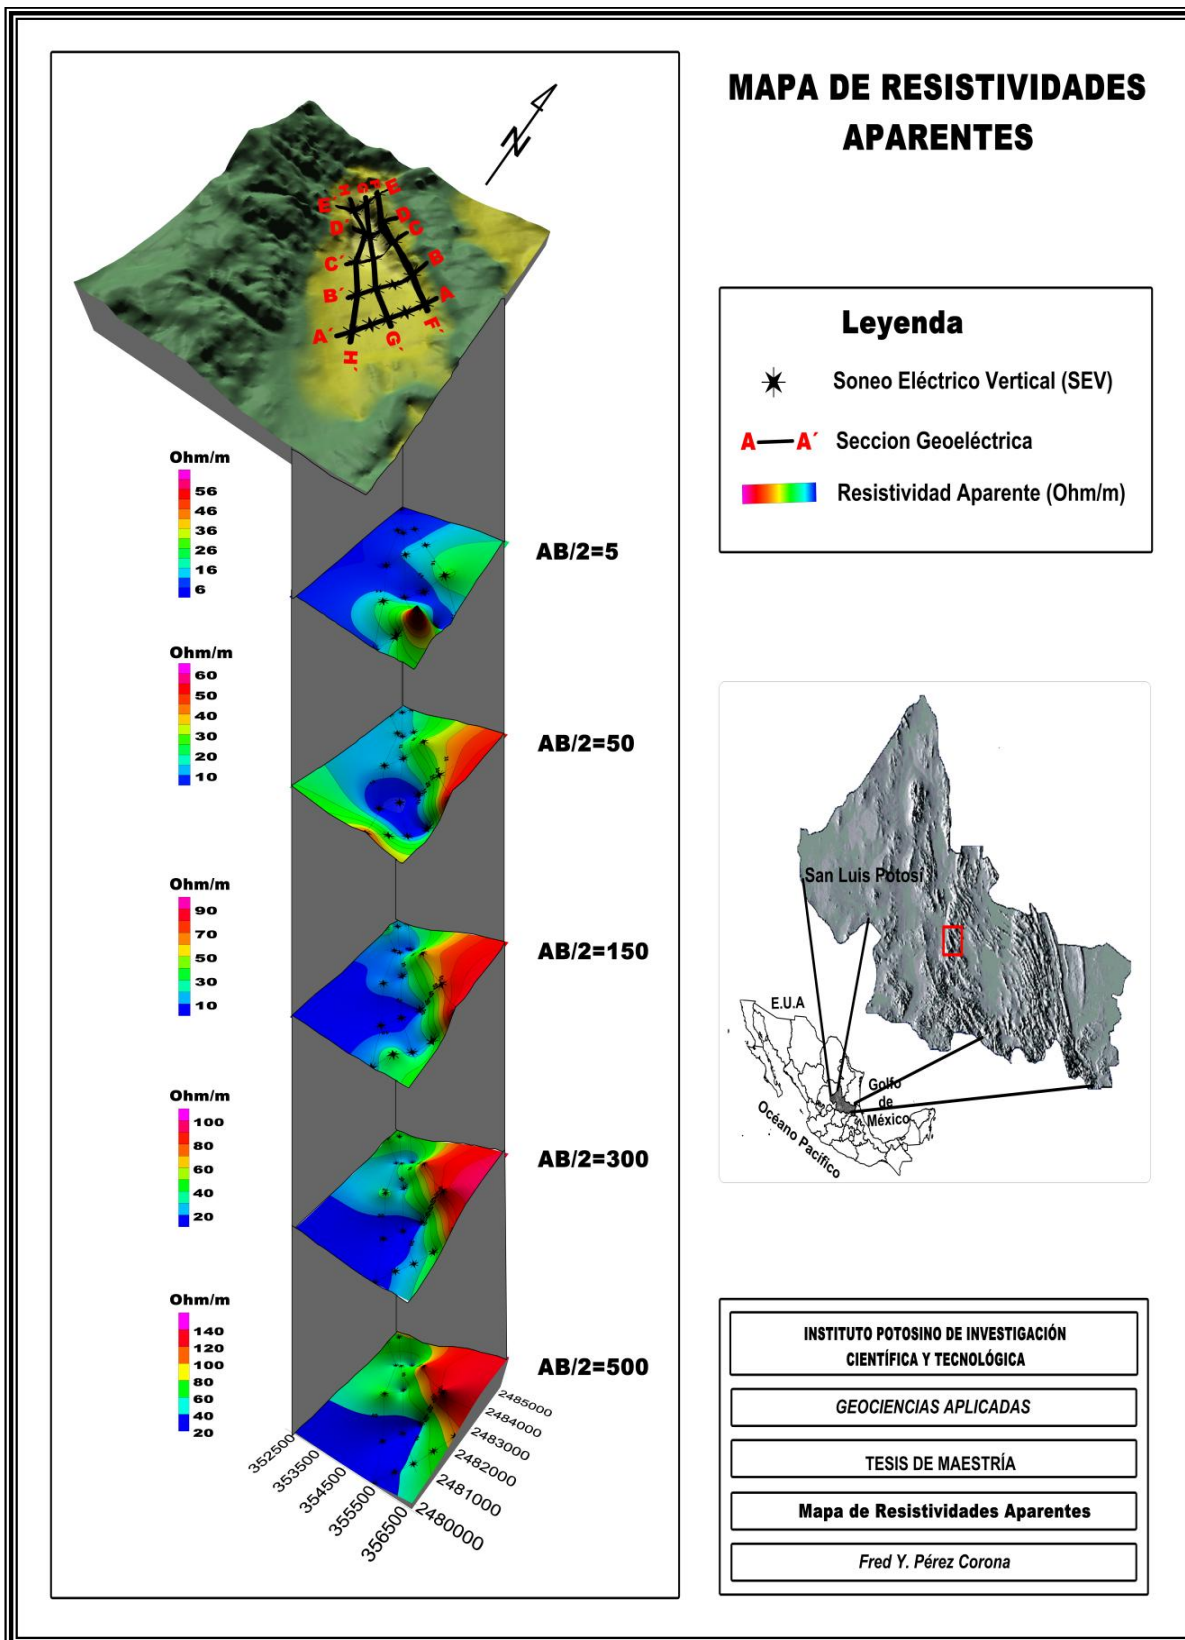 MAPA DE RESISTIVIDADES
APARENTES
N
H G F E
E´
D´ D C
C´ B
B´ A
A´ F´
H´ G´
Leyenda
Soneo Eléctrico Vertical (SEV)
A A´ Seccion Geoeléctrica
Resistividad Aparente (Ohm/m)
Ohm/m
56
46
36
26
16
6
AB/2=5
Ohm/m
60
50
40
30
20
10
AB/2=50
Ohm/m
90
70
50
30
10
AB/2=150
Ohm/m
100
80
60
40
20
AB/2=300
Ohm/m
140
120
100
80
60
40
20
AB/2=500
352500
353500
354500
355500
356500
2485000
2484000
2483000
2482000
2481000
2480000
San Luis Potosí
E.U.A
Golfo
de
México
Océano Pacífico
INSTITUTO POTOSINO DE INVESTIGACIÓN
CIENTÍFICA Y TECNOLÓGICA
GEOCIENCIAS APLICADAS
TESIS DE MAESTRÍA
Mapa de Resistividades Aparentes
Fred Y. Pérez Corona